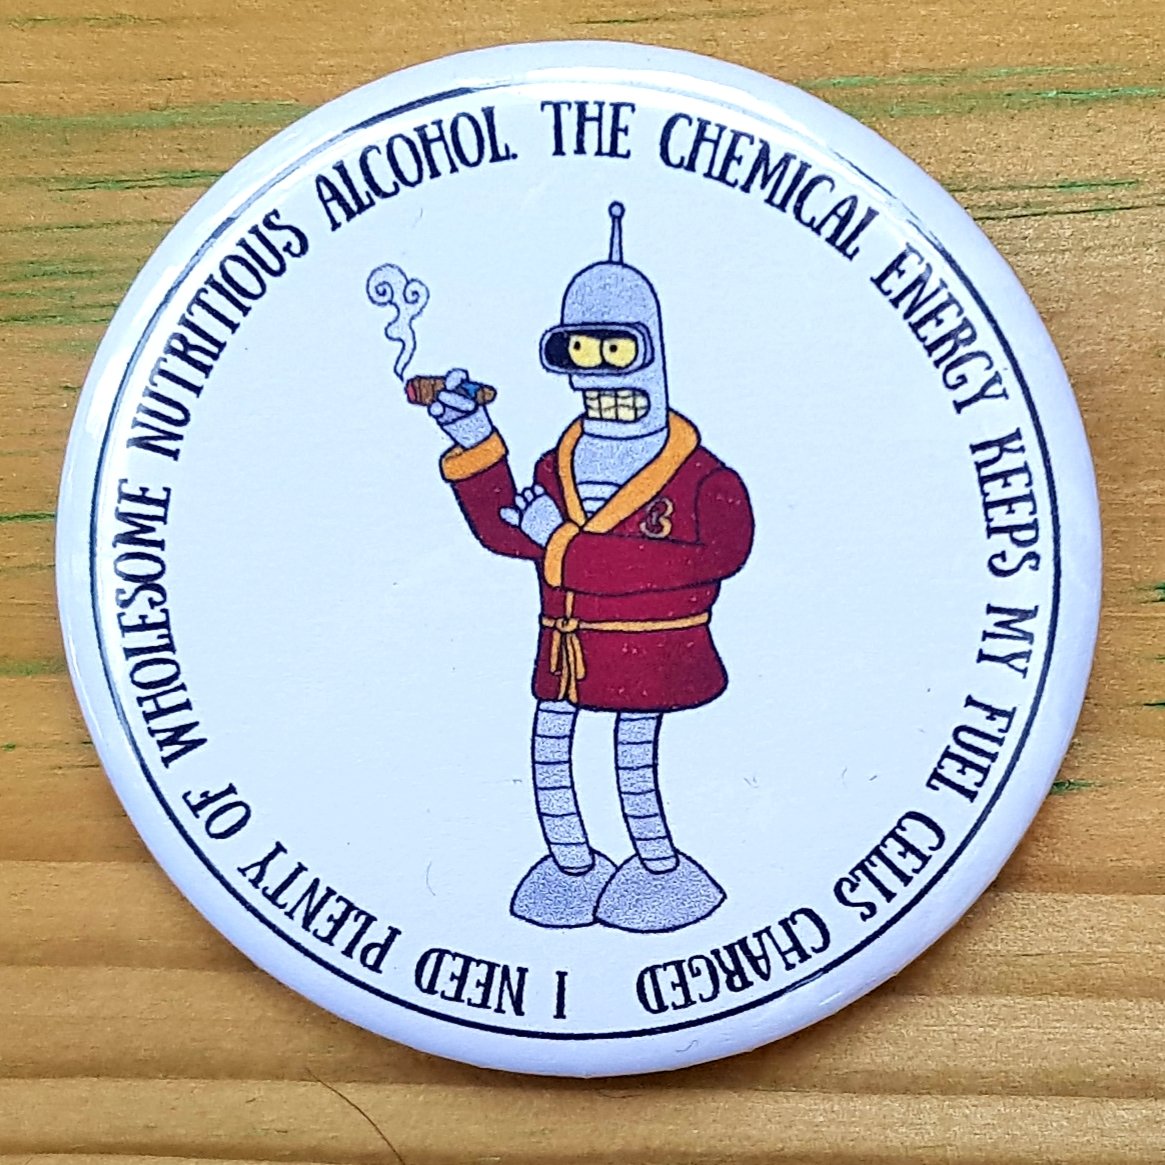 I NEED PLENTY OF WHOLESOME NUTRITIOUS ALCOHOL. THE CHEMICAL ENERGY KEEPS MY FUEL CELLS CHARGED
B